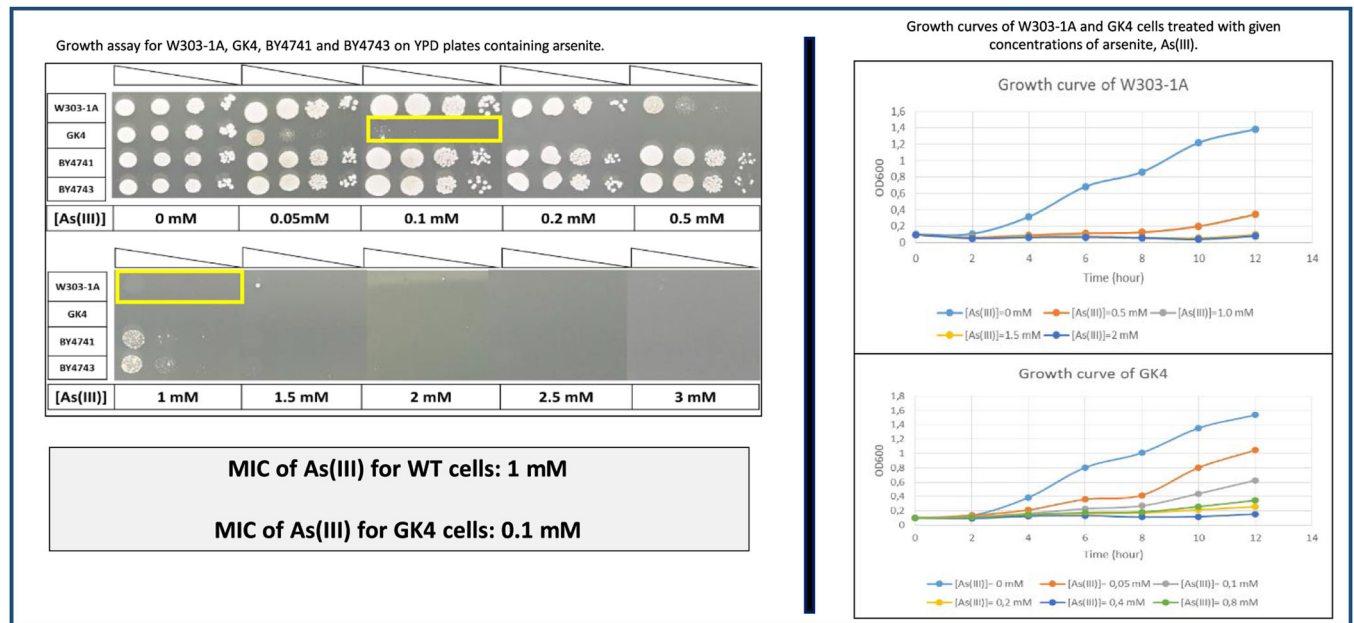 Growth assay for W303-1A, GK4, BY4741 and BY4743 on YPD plates containing arsenite.
W303-1A
GK4
BY4741
BY4743
[As(III)] 0 mM 0.05mM 0.1 mM 0.2 mM 0.5 mM
W303-1A
GK4
BY4741
BY4743
[As(III)] 1 mM 1.5 mM 2 mM 2.5 mM 3 mM
MIC of As(III) for WT cells: 1 mM
MIC of As(III) for GK4 cells: 0.1 mM
Growth curves of W303-1A and GK4 cells treated with given
concentrations of arsenite, As(III).
Growth curve of W303-1A
1,6
1,4
1,2
1
0,8
0,6
0,4
0,2
0
OD600
0 2 4 6 8 10 12 14
Time (hour)
[As(III)]=0 mM [As(III)]=0.5 mM [As(III)]=1.0 mM
[As(III)]=1.5 mM [As(III)]=2 mM
Growth curve of GK4
1,8
1,6
1,4
1,2
1
0,8
0,6
0,4
0,2
0
OD600
0 2 4 6 8 10 12 14
Time (hour)
[As(III)]= 0 mM [As(III)]= 0,05 mM [As(III)]= 0,1 mM
[As(III)]= 0,2 mM [As(III)]= 0,4 mM [As(III)]= 0,8 mM